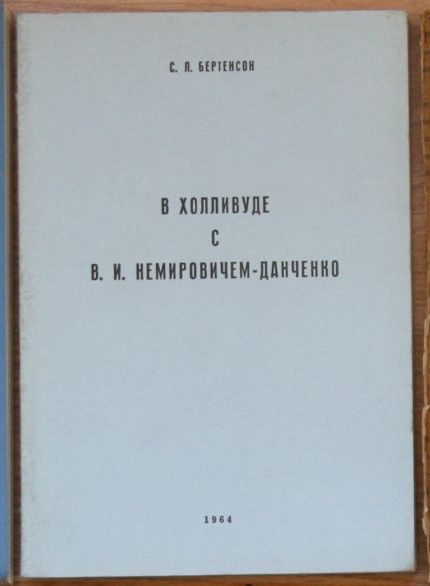 С. Л. БЕРТЕНСОН
В ХОЛЛИВУДЕ
С
В. И. НЕМИРОВИЧЕМ-ДАНЧЕНКО
1964